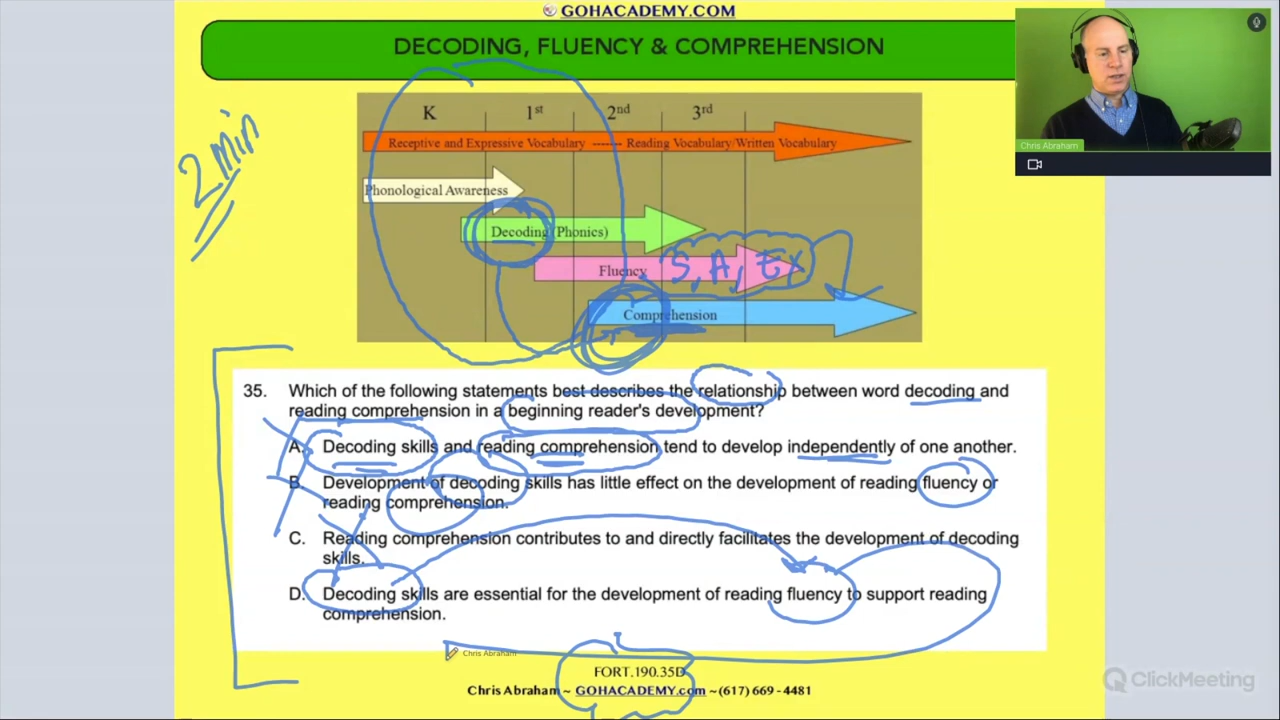 GOHACADEMY.COM
DECODING, FLUENCY & COMPREHENSION
Chris Abraham
2 min
K 1st 2nd 3rd
Receptive and Expressive Vocabulary ------- Reading Vocabulary/Written Vocabulary
Phonological Awareness
Decoding (Phonics)
Fluency
S, A, Ex
Comprehension
35. Which of the following statements best describes the relationship between word decoding and
reading comprehension in a beginning reader's development?
A. Decoding skills and reading comprehension tend to develop independently of one another.
B. Development of decoding skills has little effect on the development of reading fluency or
reading comprehension.
C. Reading comprehension contributes to and directly facilitates the development of decoding
skills.
D. Decoding skills are essential for the development of reading fluency to support reading
comprehension.
Chris Abraham
FORT.190.35D
Chris Abraham ~ GOHACADEMY.com ~(617) 669 - 4481
ClickMeeting